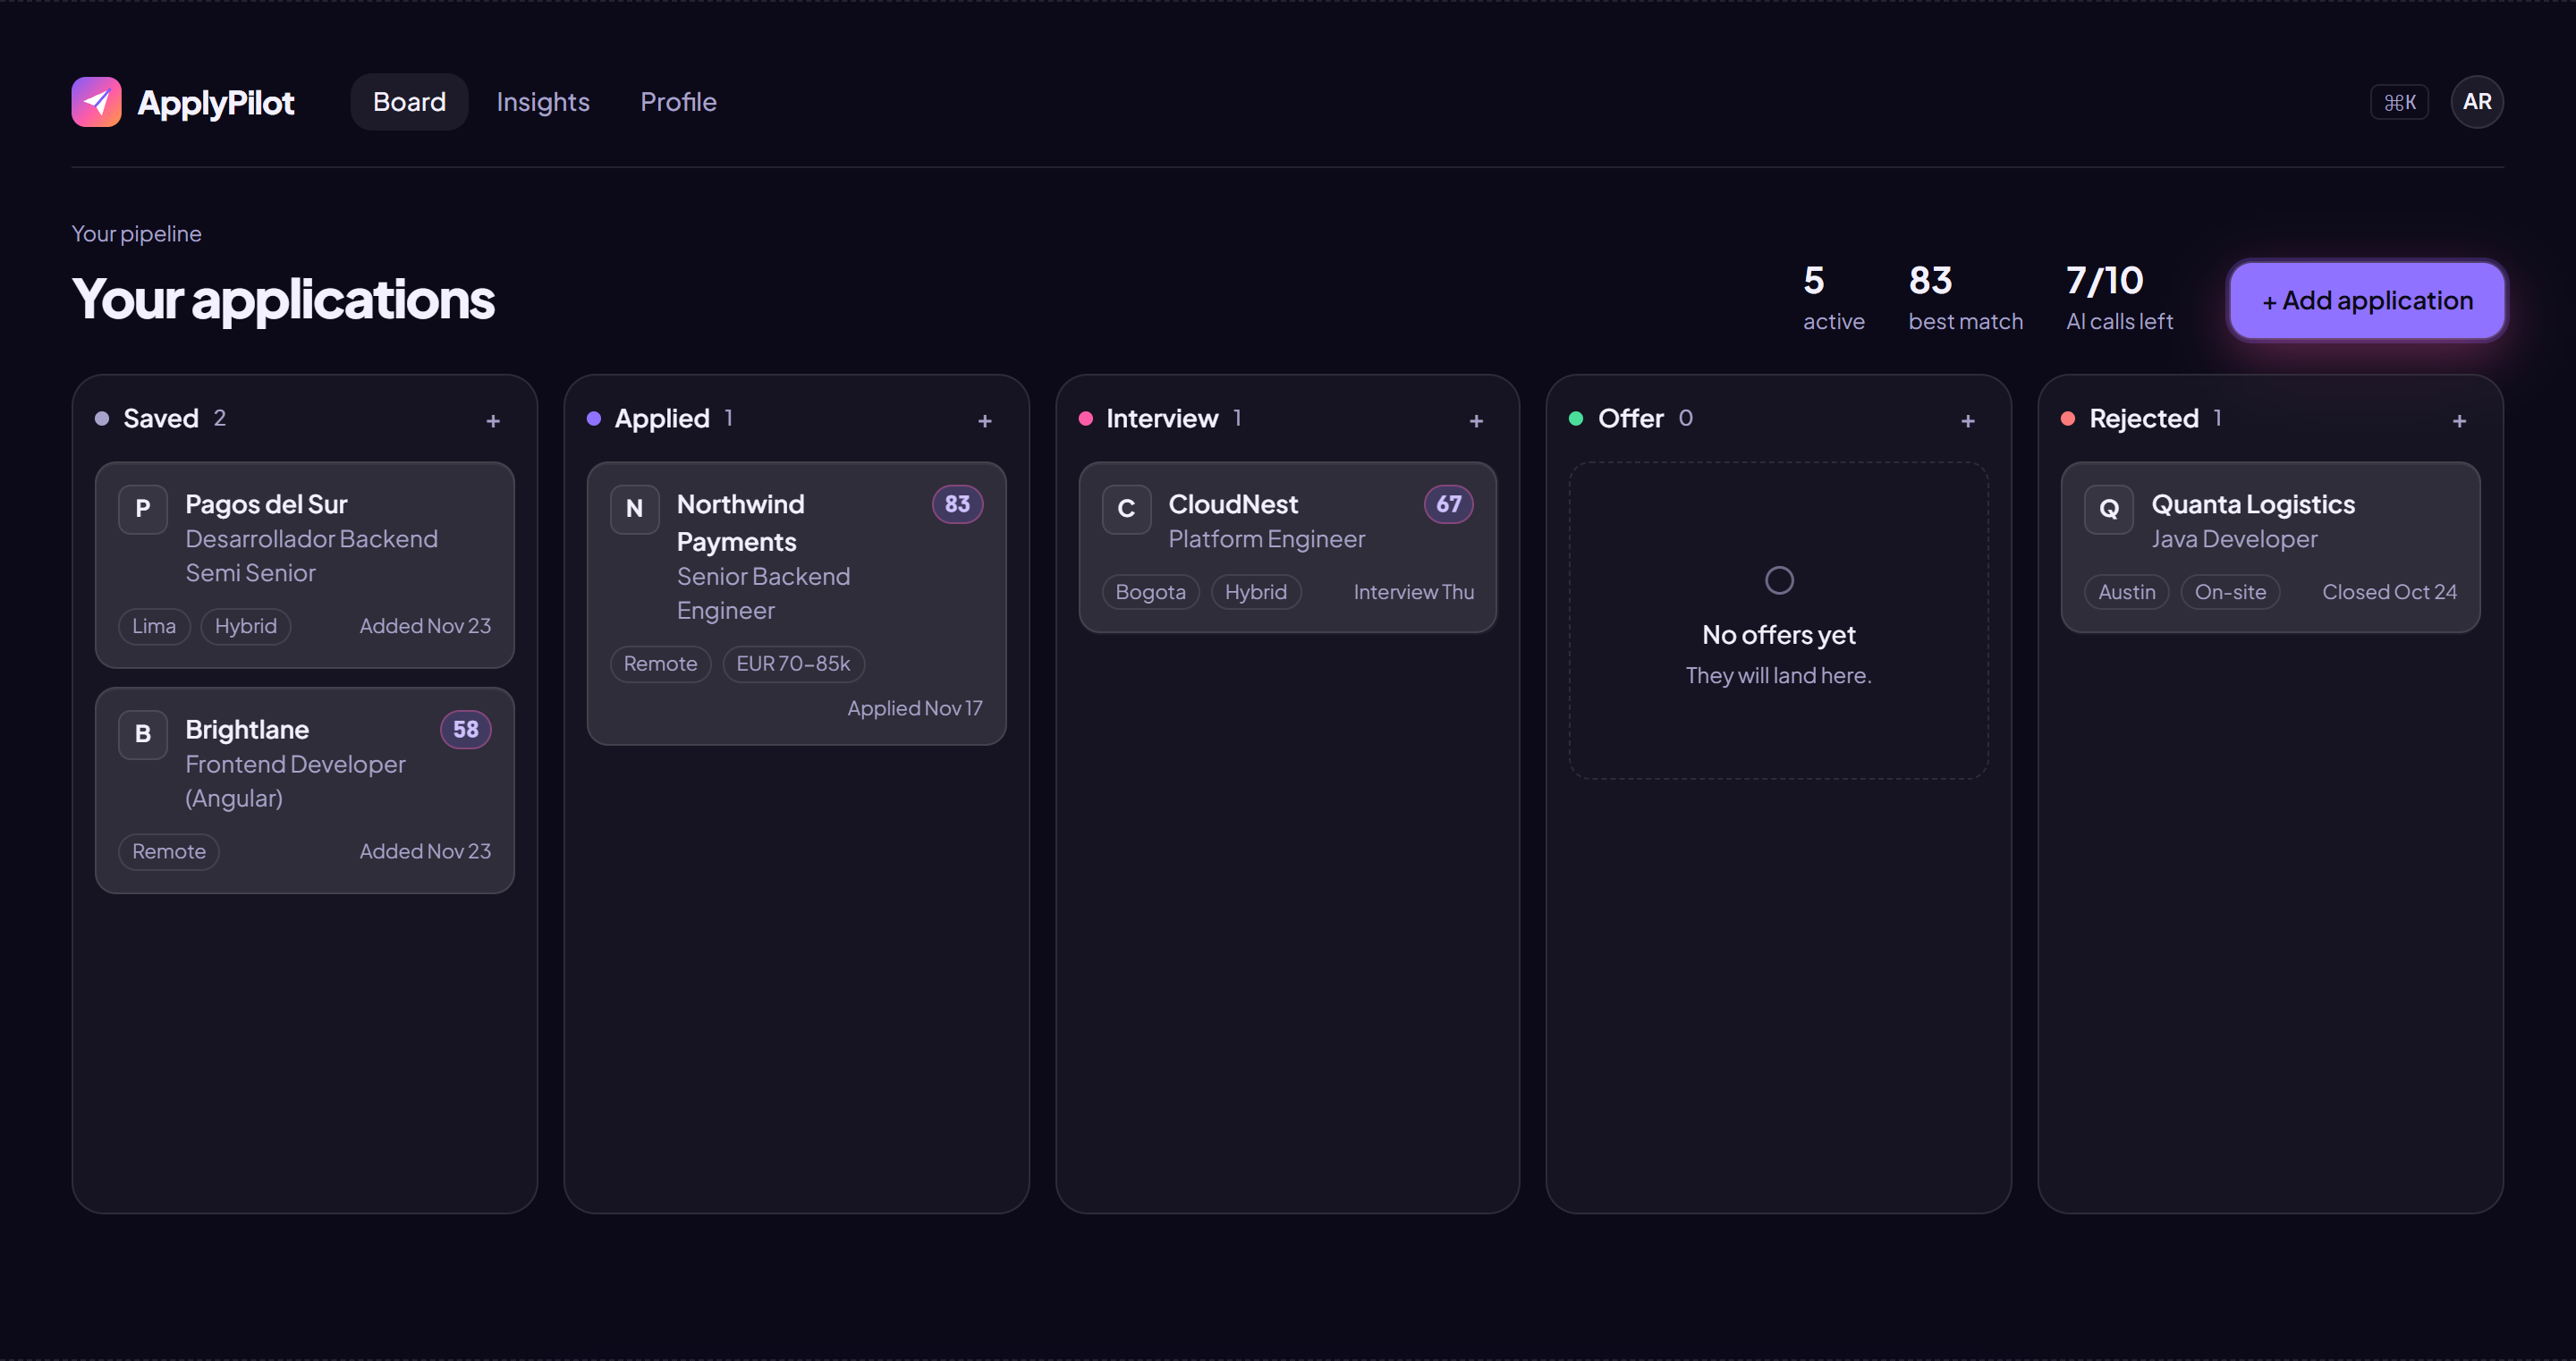 ApplyPilot
Board
Insights
Profile
⌘K
AR
Your pipeline
Your applications
5
active
83
best match
7/10
AI calls left
+ Add application
Saved 2 +
P
Pagos del Sur
Desarrollador Backend
Semi Senior
Lima
Hybrid
Added Nov 23
B
Brightlane
58
Frontend Developer
(Angular)
Remote
Added Nov 23
Applied 1 +
N
Northwind
Payments
83
Senior Backend
Engineer
Remote
EUR 70–85k
Applied Nov 17
Interview 1 +
C
CloudNest
67
Platform Engineer
Bogota
Hybrid
Interview Thu
Offer 0 +
No offers yet
They will land here.
Rejected 1 +
Q
Quanta Logistics
Java Developer
Austin
On-site
Closed Oct 24